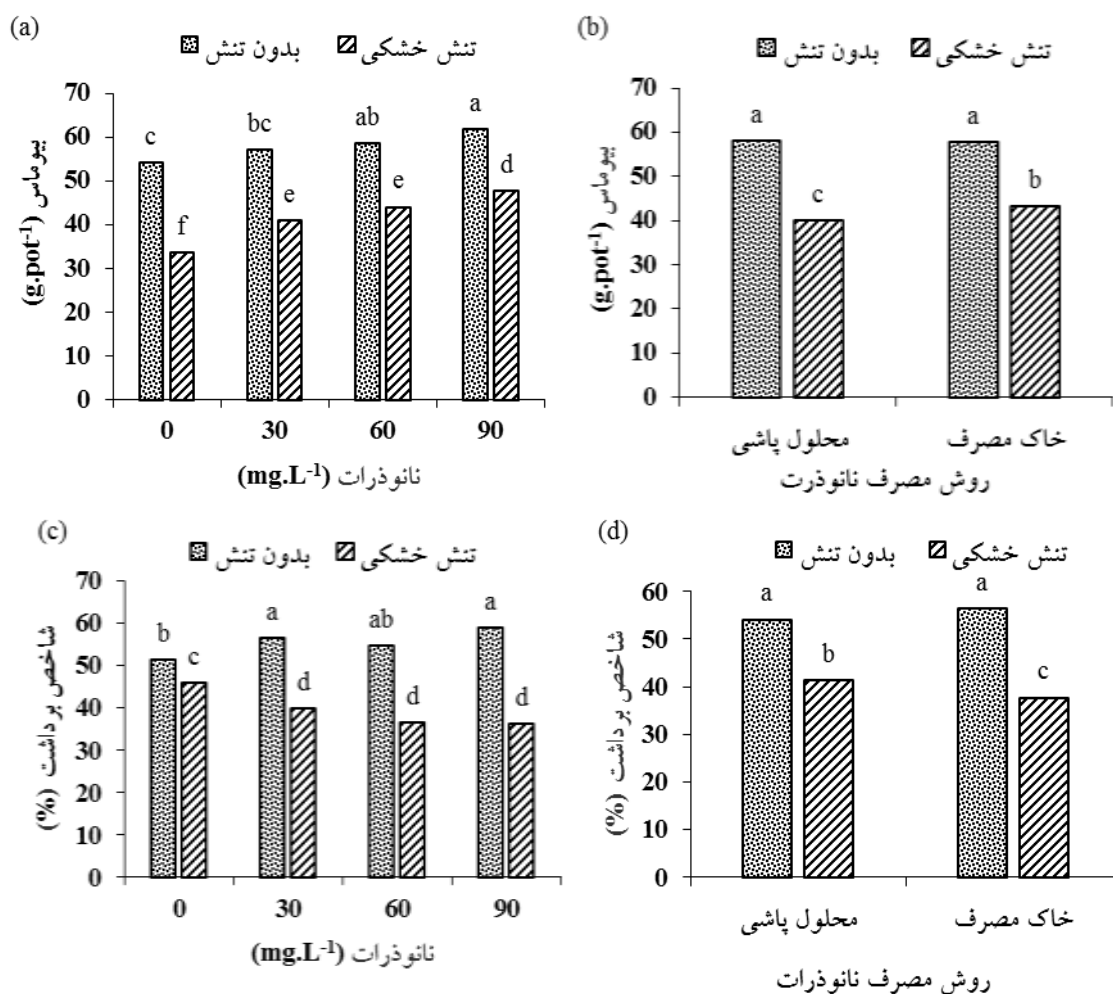 (a)
بدون تنش تنش خشکی
بیوماس (g.pot-1)
70
60
50
40
30
20
10
0
c f bc e ab e a d
0 30 60 90
نانوذرات (mg.L-1)
(b)
بدون تنش تنش خشکی
بیوماس (g.pot-1)
70
60
50
40
30
20
10
0
a c a b
محلول پاشی خاک مصرف
روش مصرف نانوذرت
(c)
بدون تنش تنش خشکی
شاخص برداشت (%)
70
60
50
40
30
20
10
0
b c a d ab d a d
0 30 60 90
نانوذرات (mg.L-1)
(d)
بدون تنش تنش خشکی
شاخص برداشت (%)
60
50
40
30
20
10
0
a b a c
محلول پاشی خاک مصرف
روش مصرف نانوذرات